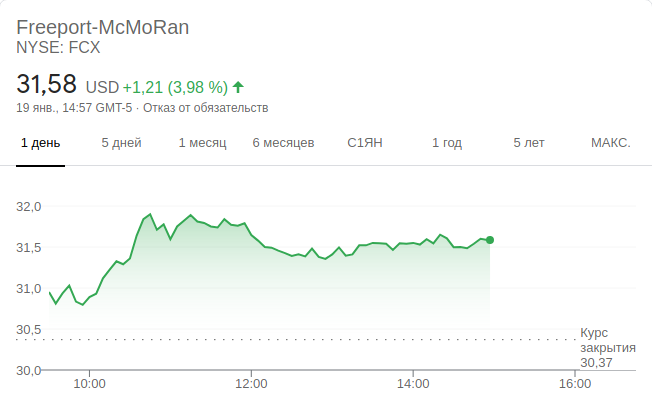 Freeport-McMoRan
NYSE: FCX
31,58 USD +1,21 (3,98 %)
19 янв., 14:57 GMT-5 · Отказ от обязательств
1 день 5 дней 1 месяц 6 месяцев С1ЯН 1 год 5 лет МАКС.
32,0
31,5
31,0
30,5
Курс
закрытия
30,37
30,0
10:00 12:00 14:00 16:00